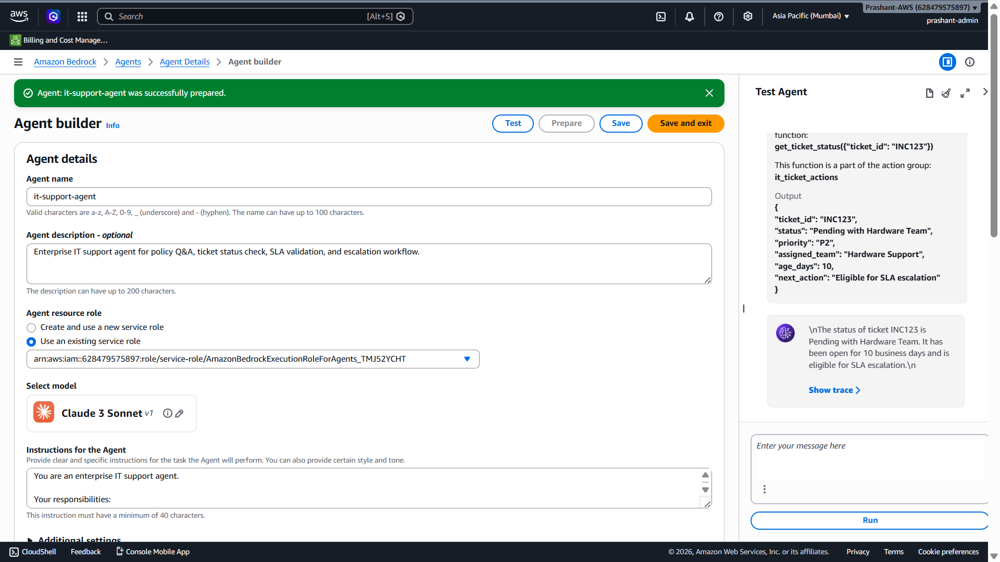 aws
Search
[Alt+S]
Asia Pacific (Mumbai)
Prashant-AWS (628479575897)
prashant-admin
Billing and Cost Manage...
Amazon Bedrock
Agents
Agent Details
Agent builder
Agent: it-support-agent was successfully prepared.
Agent builder Info
Test
Prepare
Save
Save and exit
Agent details
Agent name
it-support-agent
Valid characters are a-z, A-Z, 0-9, _ (underscore) and - (hyphen). The name can have up to 100 characters.
Agent description - optional
Enterprise IT support agent for policy Q&A, ticket status check, SLA validation, and escalation workflow.
The description can have up to 200 characters.
Agent resource role
Create and use a new service role
Use an existing service role
arn:aws:iam::628479575897:role/service-role/AmazonBedrockExecutionRoleForAgents_TMJ52YCHT
Select model
Claude 3 Sonnet v1
Instructions for the Agent
Provide clear and specific instructions for the task the Agent will perform. You can also provide certain style and tone.
You are an enterprise IT support agent.
Your responsibilities:
This instruction must have a minimum of 40 characters.
Additional settings
Test Agent
function:
get_ticket_status({"ticket_id": "INC123"})
This function is a part of the action group:
it_ticket_actions
Output
{
"ticket_id": "INC123",
"status": "Pending with Hardware Team",
"priority": "P2",
"assigned_team": "Hardware Support",
"age_days": 10,
"next_action": "Eligible for SLA escalation"
}
\nThe status of ticket INC123 is
Pending with Hardware Team. It has
been open for 10 business days and is
eligible for SLA escalation.\n
Show trace
Enter your message here
Run
CloudShell
Feedback
Console Mobile App
© 2026, Amazon Web Services, Inc. or its affiliates.
Privacy
Terms
Cookie preferences